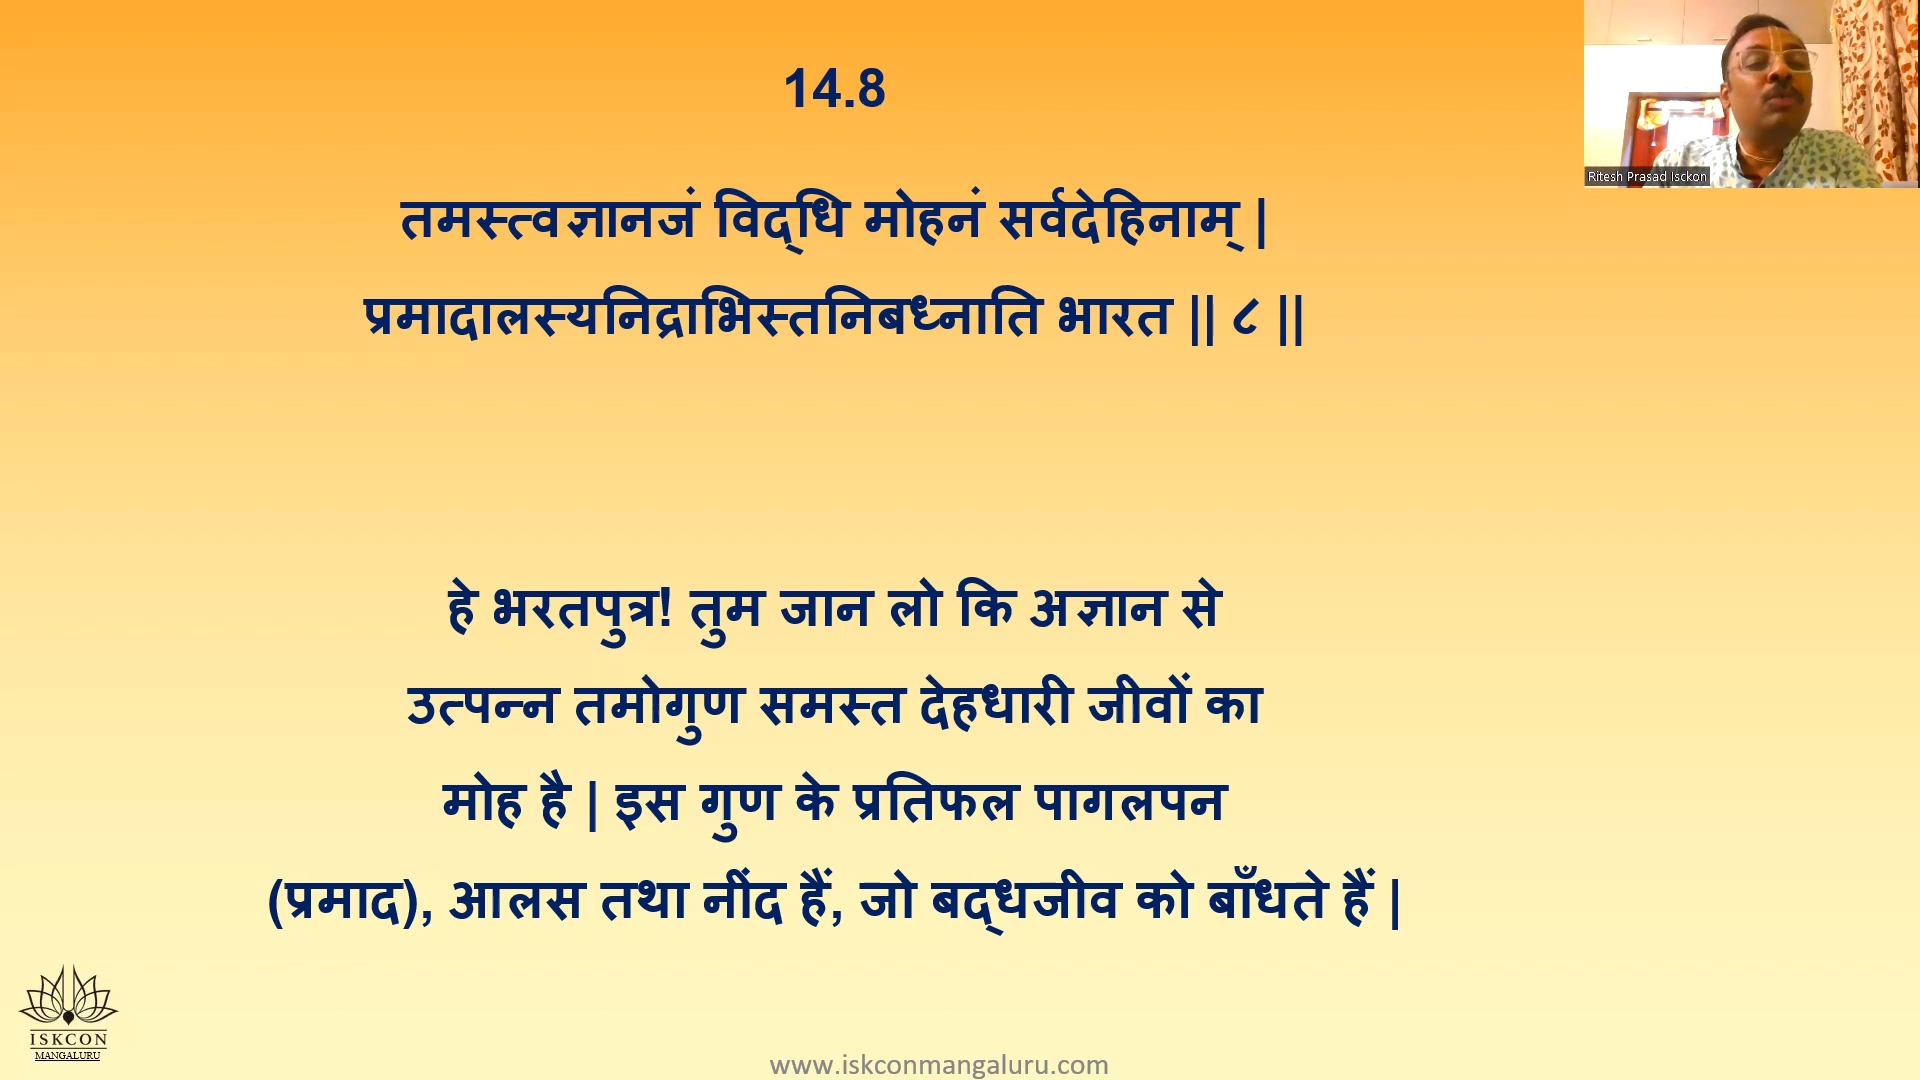 14.8
Ritesh Prasad Isckon
तमस्त्वज्ञानजं विद्धि मोहनं सर्वदेहिनाम् |
प्रमादालस्यनिद्राभिस्तनिबध्नाति भारत || ८ ||
हे भरतपुत्र! तुम जान लो कि अज्ञान से
उत्पन्न तमोगुण समस्त देहधारी जीवों का
मोह है | इस गुण के प्रतिफल पागलपन
(प्रमाद), आलस तथा नींद हैं, जो बद्धजीव को बाँधते हैं |
ISKCON
MANGALURU
www.iskconmangaluru.com